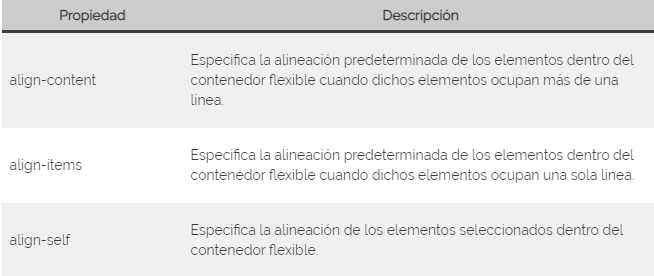 Propiedad Descripción
Especifica la alineación predeterminada de los elementos dentro del
align-content contenedor flexible cuando dichos elementos ocupan más de una
linea.
Especifica la alineación predeterminada de los elementos dentro del
align-items contenedor flexible cuando dichos elementos ocupan una sola linea.
Especifica la alineación de los elementos seleccionados dentro del
align-self contenedor flexible.